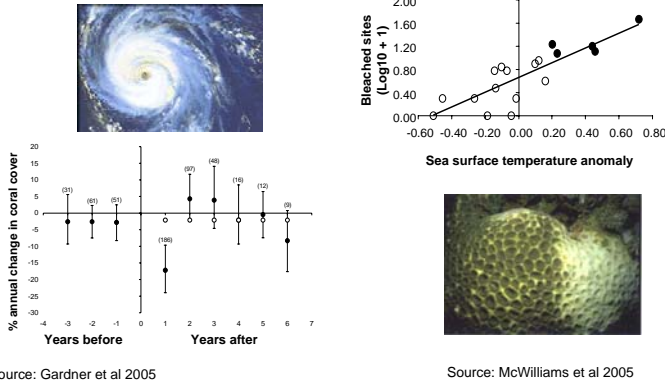 20
15
10
5
0
-5
-10
-15
-20
-25
-30
% annual change in coral cover
(31)
(61)
(51)
(186)
(97)
(48)
(16)
(12)
(9)
-4 -3 -2 -1 0 1 2 3 4 5 6 7
Years before Years after
ource: Gardner et al 2005
2.00
1.60
1.20
0.80
0.40
0.00
Bleached sites
(Log10 + 1)
-0.60 -0.40 -0.20 0.00 0.20 0.40 0.60 0.80
Sea surface temperature anomaly
Source: McWilliams et al 2005